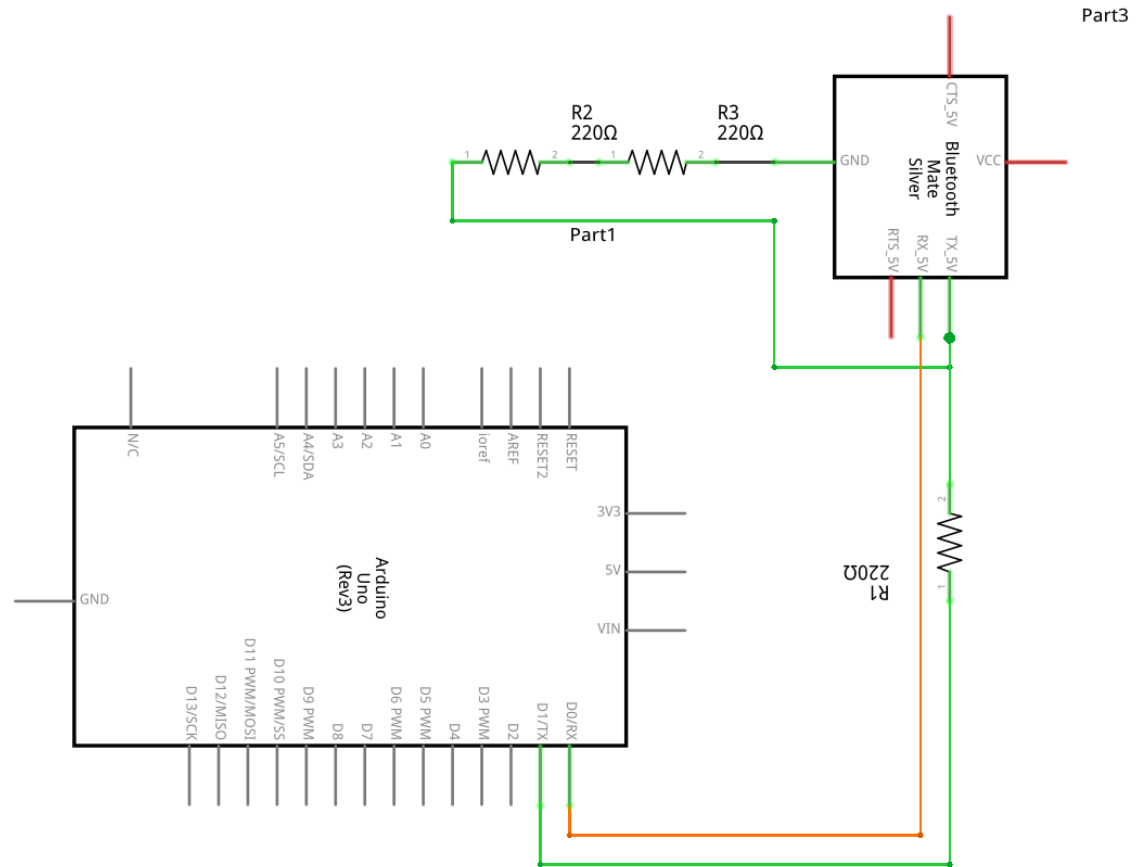 Part3
R2
220Ω
R3
220Ω
1
2
1
2
CTS_5V
GND
Bluetooth
Mate
Silver
VCC
RTS_5V
RX_5V
TX_5V
Part1
N/C
A5/SCL
A4/SDA
A3
A2
A1
A0
ioref
AREF
RESET2
RESET
3V3
5V
VIN
GND
Arduino
Uno
(Rev3)
2
1
R1
220Ω
D13/SCK
D12/MISO
D11 PWM/MOSI
D10 PWM/SS
D9 PWM
D8
D7
D6 PWM
D5 PWM
D4
D3 PWM
D2
D1/TX
D0/RX